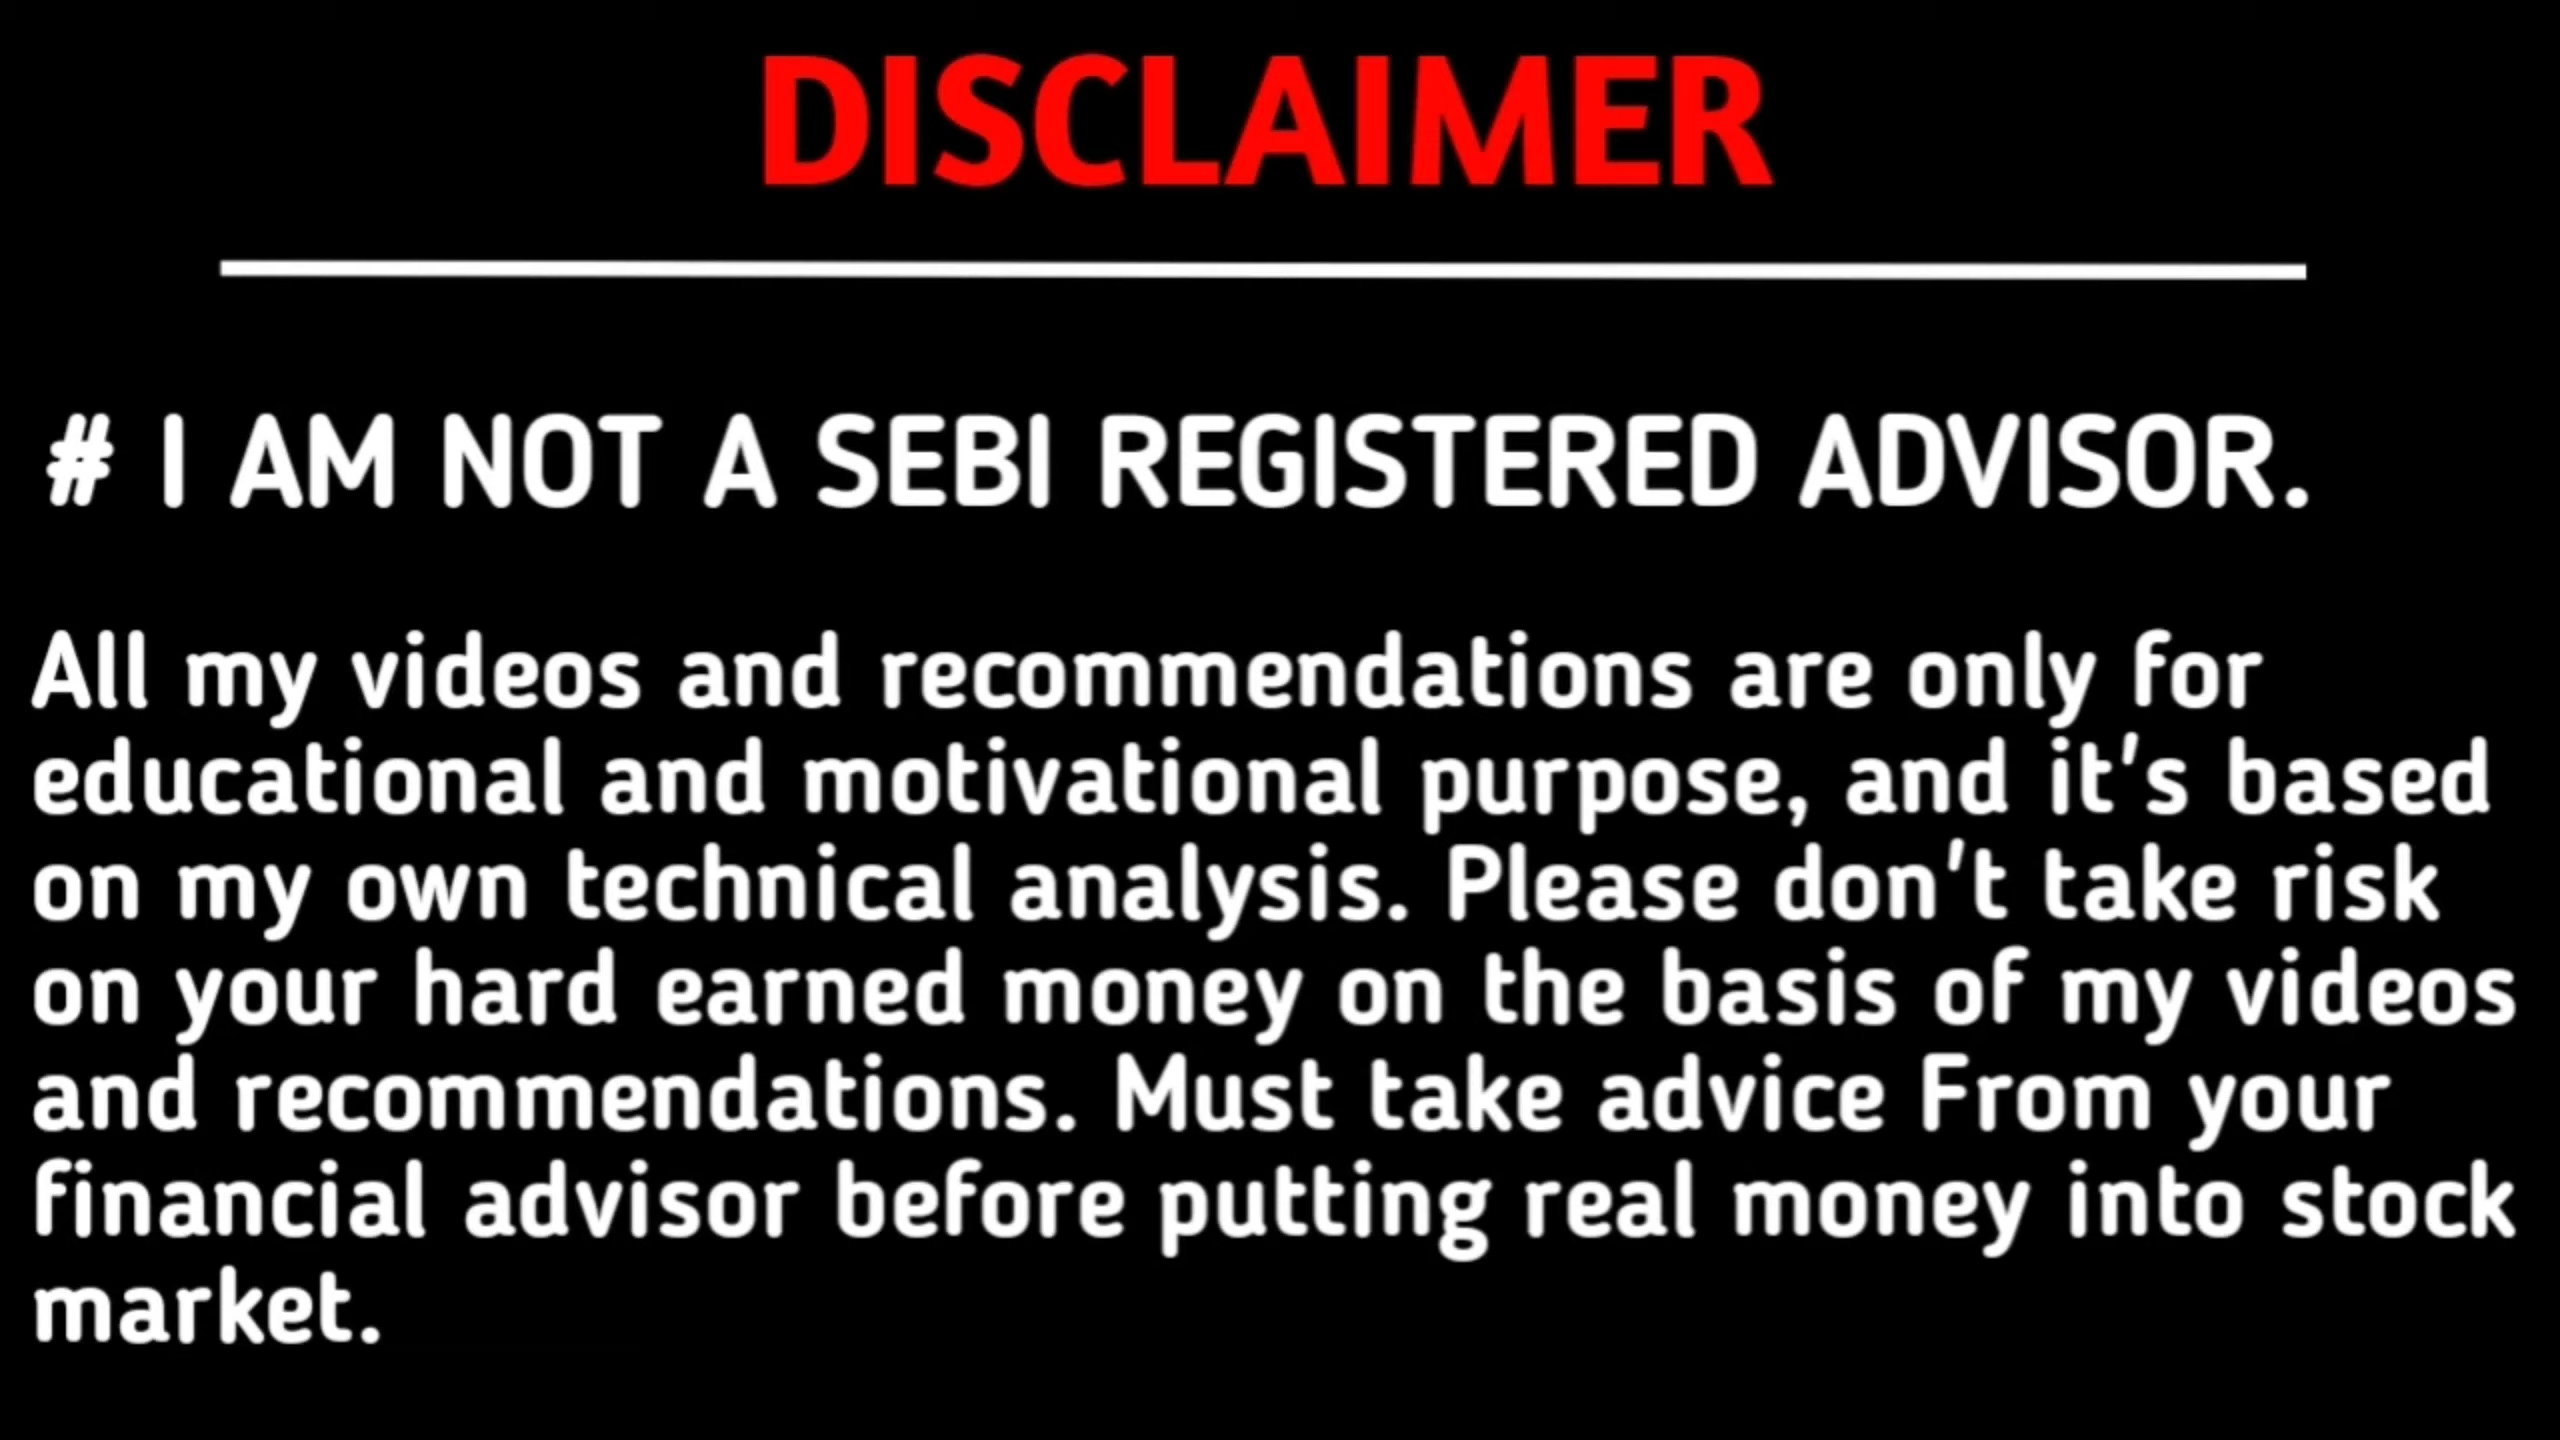 DISCLAIMER
# I AM NOT A SEBI REGISTERED ADVISOR.
All my videos and recommendations are only for
educational and motivational purpose, and it's based
on my own technical analysis. Please don't take risk
on your hard earned money on the basis of my videos
and recommendations. Must take advice From your
financial advisor before putting real money into stock
market.